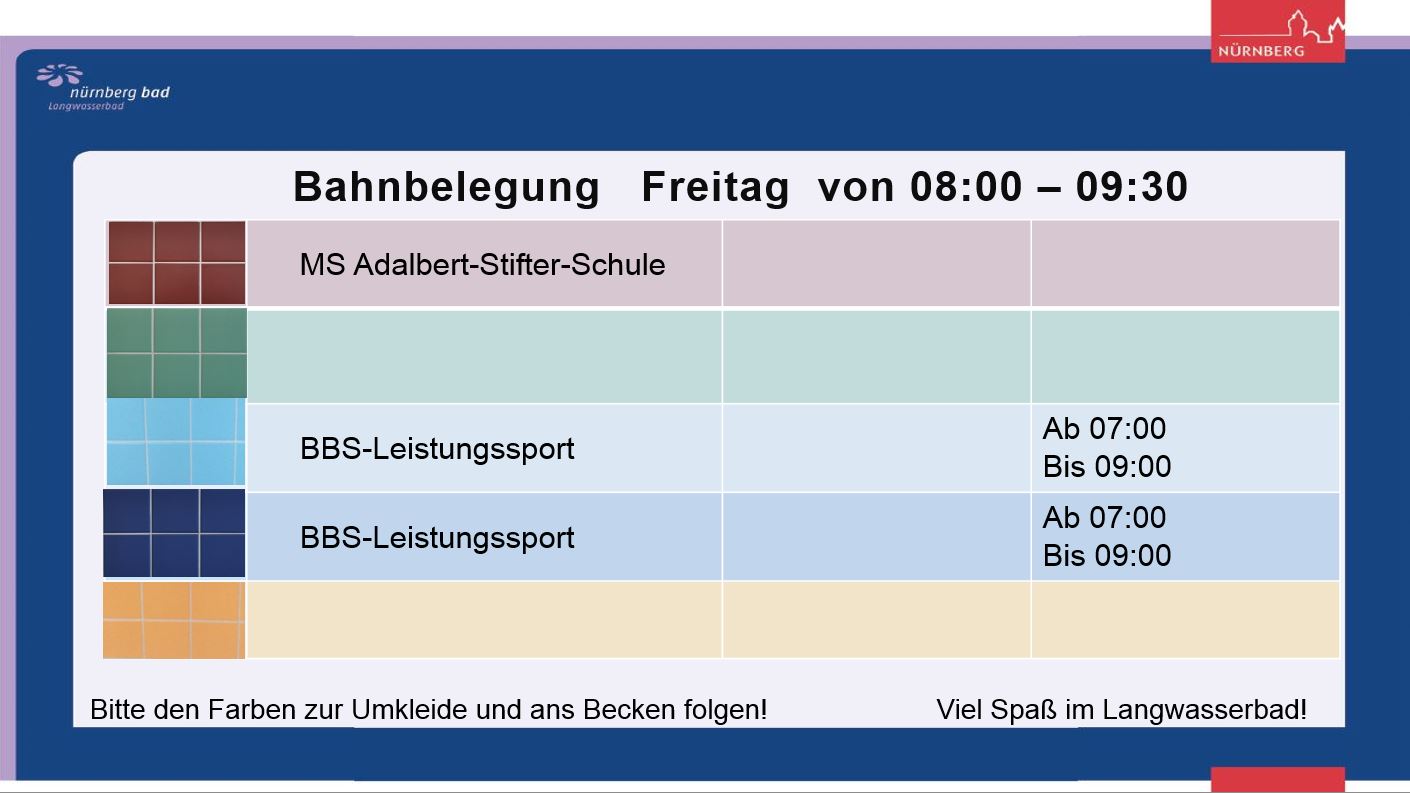 NÜRNBERG
nürnberg bad
Langwasserbad
Bahnbelegung Freitag von 08:00 – 09:30
MS Adalbert-Stifter-Schule
BBS-Leistungssport
Ab 07:00
Bis 09:00
BBS-Leistungssport
Ab 07:00
Bis 09:00
Bitte den Farben zur Umkleide und ans Becken folgen! Viel Spaß im Langwasserbad!